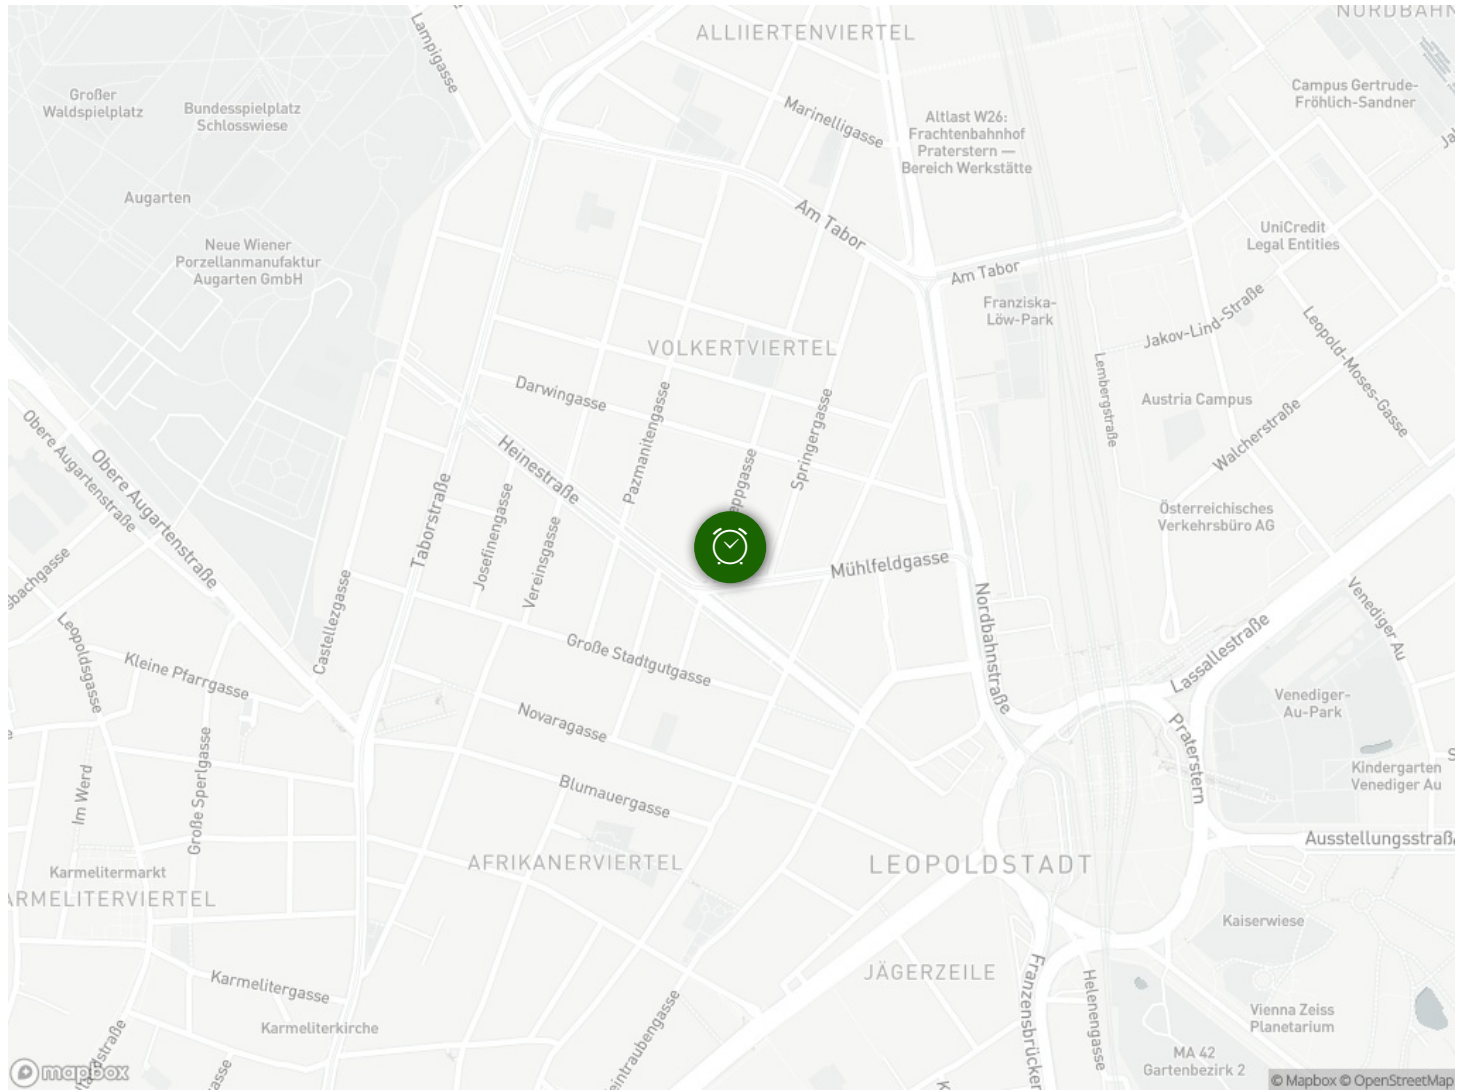 NORDBAHN
ALLIIERTENVIERTEL
Lampigasse
Großer
Waldspielplatz
Bundesspielplatz
Schlosswiese
Campus Gertrude-
Fröhlich-Sandner
Marinelligasse
Altlast W26:
Frachtenbahnhof
Praterstern —
Bereich Werkstätte
Augarten
Am Tabor
UniCredit
Legal Entities
Neue Wiener
Porzellanmanufaktur
Augarten GmbH
Am Tabor
Franziska-
Löw-Park
Jakov-Lind-Straße
Leopold-Moses-Gasse
VOLKERTVIERTEL
Darwingasse
Pazmanitengasse
Springergasse
Lembergstraße
Austria Campus
Walcherstraße
Obere Augartenstraße
Obere Augartenstraße
Heinestraße
eppgasse
Taborstraße
Josefinengasse
Vereinsgasse
Österreichisches
Verkehrsbüro AG
Mühlfeldgasse
sbachgasse
Castellezgasse
Nordbahnstraße
Venediger Au
Leopoldsgasse
Kleine Pfarrgasse
Große Stadtgutgasse
Lassallestraße
Venediger-
Au-Park
Novaragasse
Praterstern
Große Sperlgasse
Im Werd
Blumauergasse
Kindergarten
Venediger Au
Ausstellungsstraß
Karmelitermarkt
AFRIKANERVIERTEL
LEOPOLDSTADT
ARMELITERVIERTEL
Kaiserwiese
JÄGERZEILE
Karmelitergasse
Franzensbrücken
Helenengasse
Vienna Zeiss
Planetarium
Karmeliterkirche
eintraubengasse
MA 42
Gartenbezirk 2
mapbox
© Mapbox © OpenStreetMap